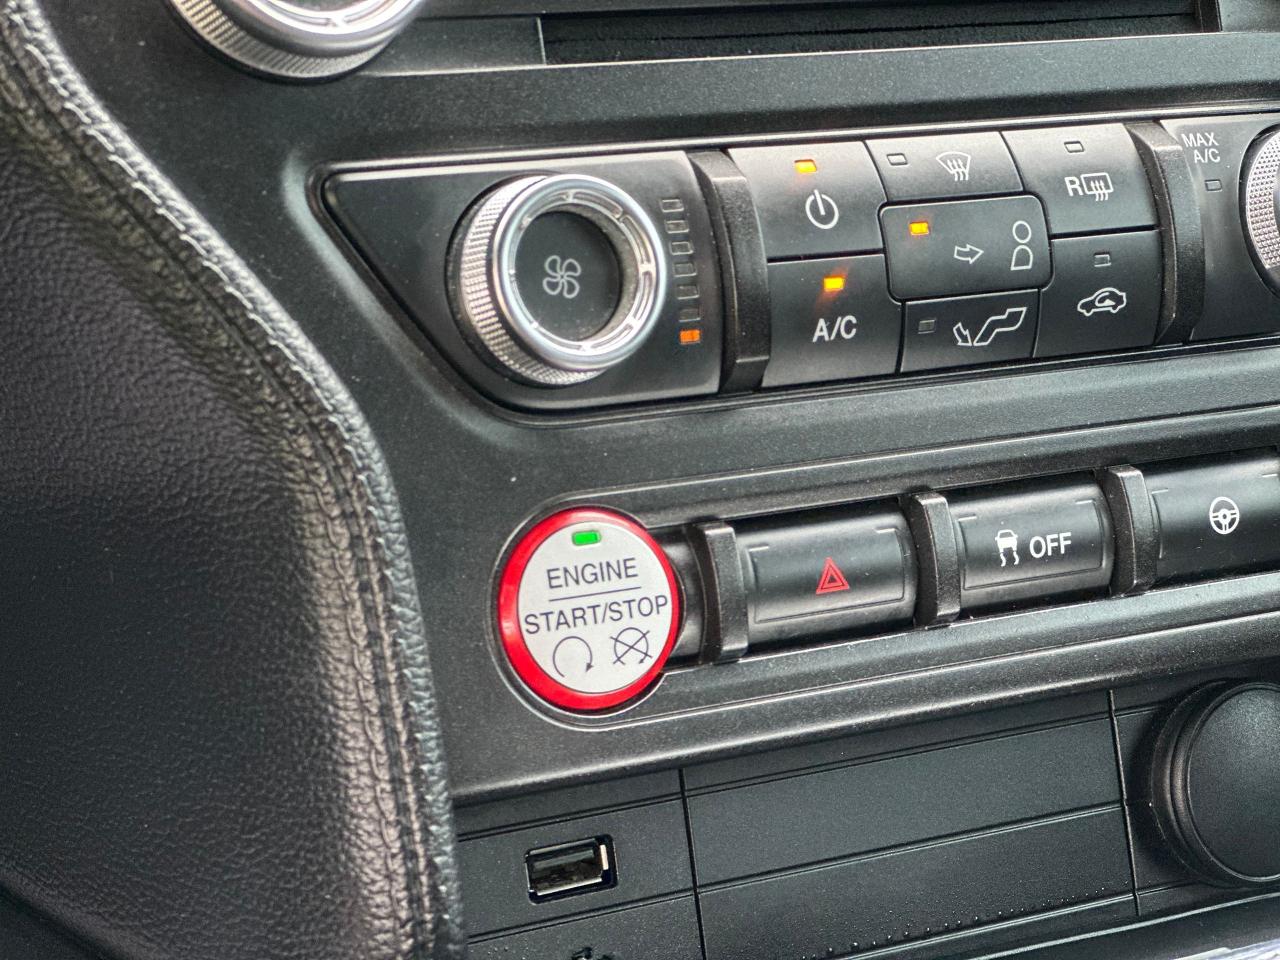 MAX
A/C
R
A/C
ENGINE
START/STOP
OFF